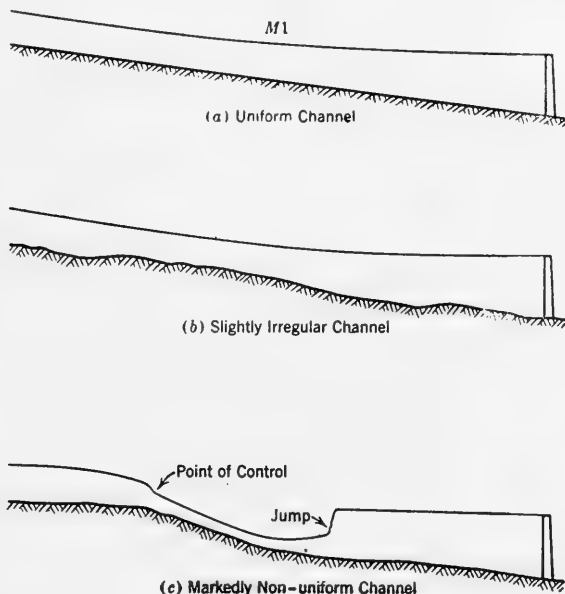 M1
(a) Uniform Channel
(b) Slightly Irregular Channel
Point of Control
Jump
(c) Markedly Non-uniform Channel